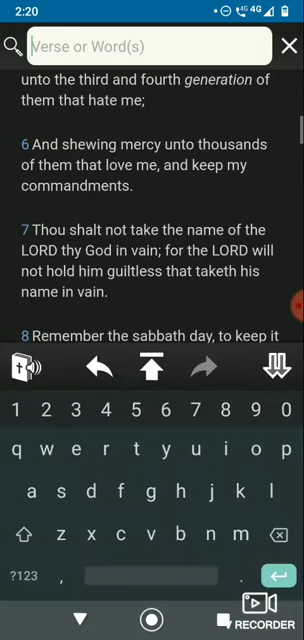 2:20
4G 4G
Verse or Word(s)
unto the third and fourth generation of
them that hate me;
6 And shewing mercy unto thousands
of them that love me, and keep my
commandments.
7 Thou shalt not take the name of the
LORD thy God in vain; for the LORD will
not hold him guiltless that taketh his
name in vain.
8 Remember the sabbath day, to keep it
1 2 3 4 5 6 7 8 9 0
q w e r t y u i o p
a s d f g h j k l
z x c v b n m
?123 , .
RECORDER